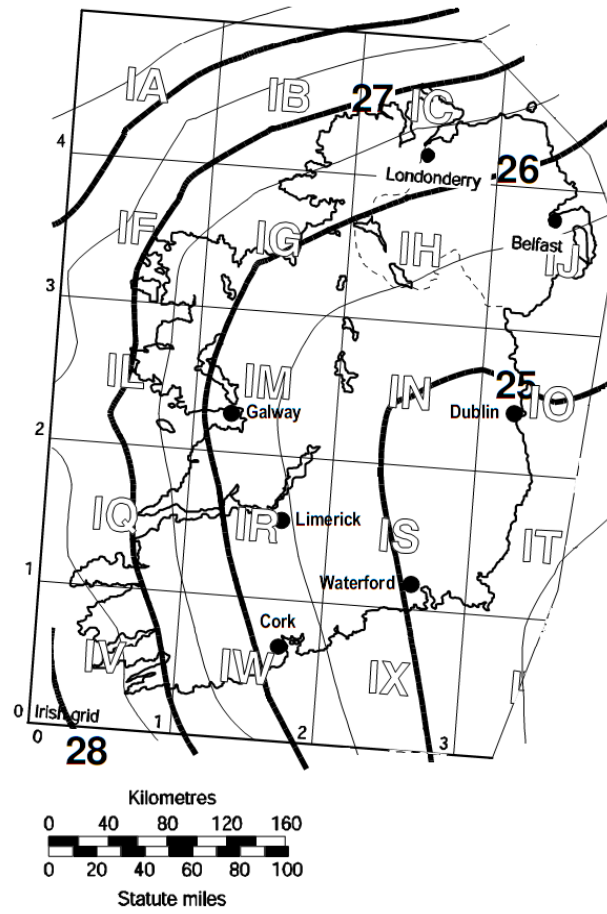 IA
IB
27
IC
4
Londonderry
26
IF
IG
IH
Belfast
IJ
3
IL
IM
Galway
IN
25
Dublin
IO
2
IQ
IR
Limerick
IS
IT
1
Waterford
Cork
IV
IW
IX
0
Irish grid
0
1
2
3
28
Kilometres
0 40 80 120 160
0 20 40 60 80 100
Statute miles